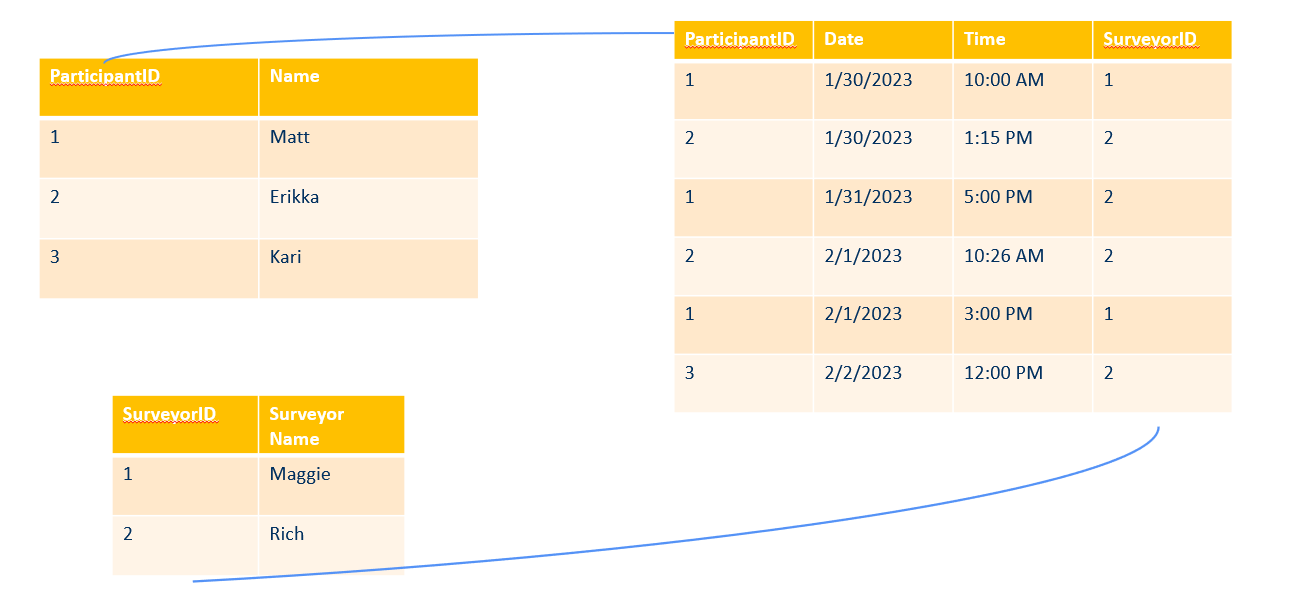 ParticipantID Name
1 Matt
2 Erikka
3 Kari
ParticipantID Date Time SurveyorID
1 1/30/2023 10:00 AM 1
2 1/30/2023 1:15 PM 2
1 1/31/2023 5:00 PM 2
2 2/1/2023 10:26 AM 2
1 2/1/2023 3:00 PM 1
3 2/2/2023 12:00 PM 2
SurveyorID Surveyor
Name
1 Maggie
2 Rich